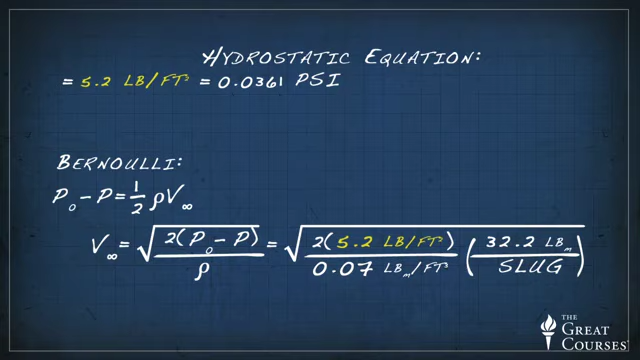 HYDROSTATIC EQUATION:
= 5.2 LB/FT² = 0.0361 PSI
BERNOULLI:
P₀ – P = 1/2 ρV∞
V∞ = √(2(P₀ – P)/ρ) = √(2(5.2 LB/FT²)/0.07 LBₘ/FT³ (32.2 LBₘ/SLUG))
THE
GREAT
COURSES